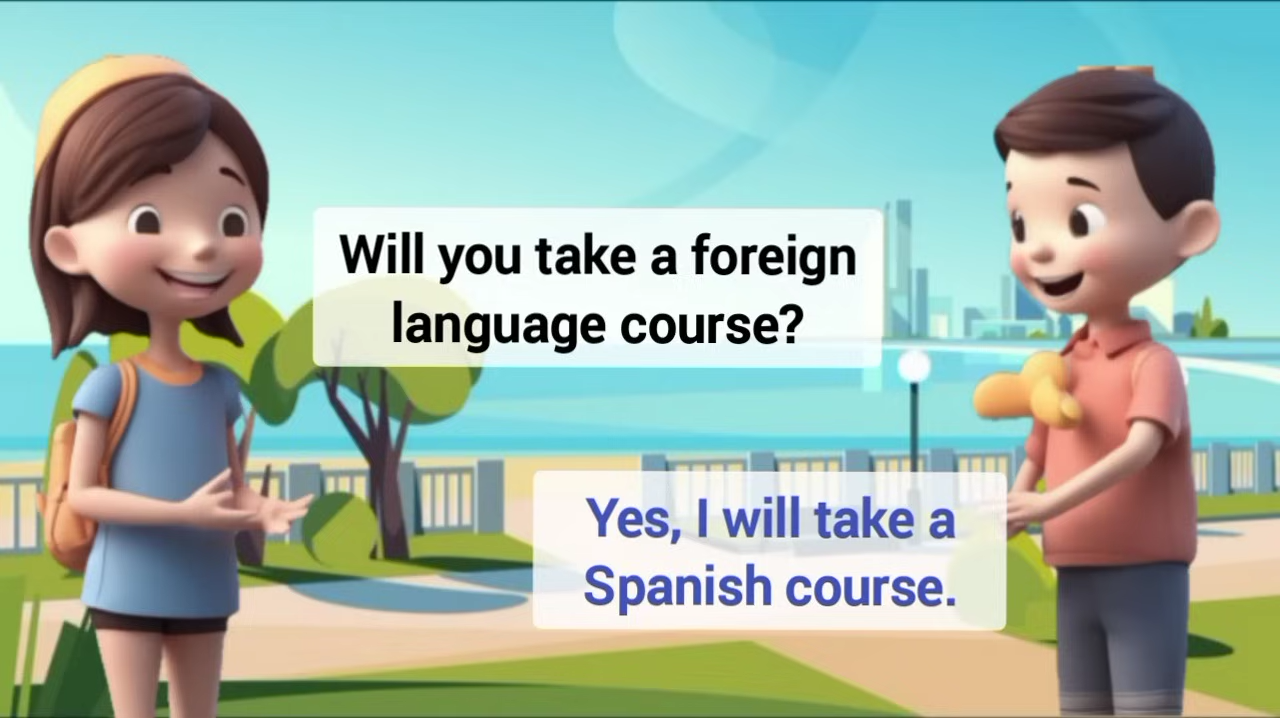 Will you take a foreign
language course?
Yes, I will take a
Spanish course.